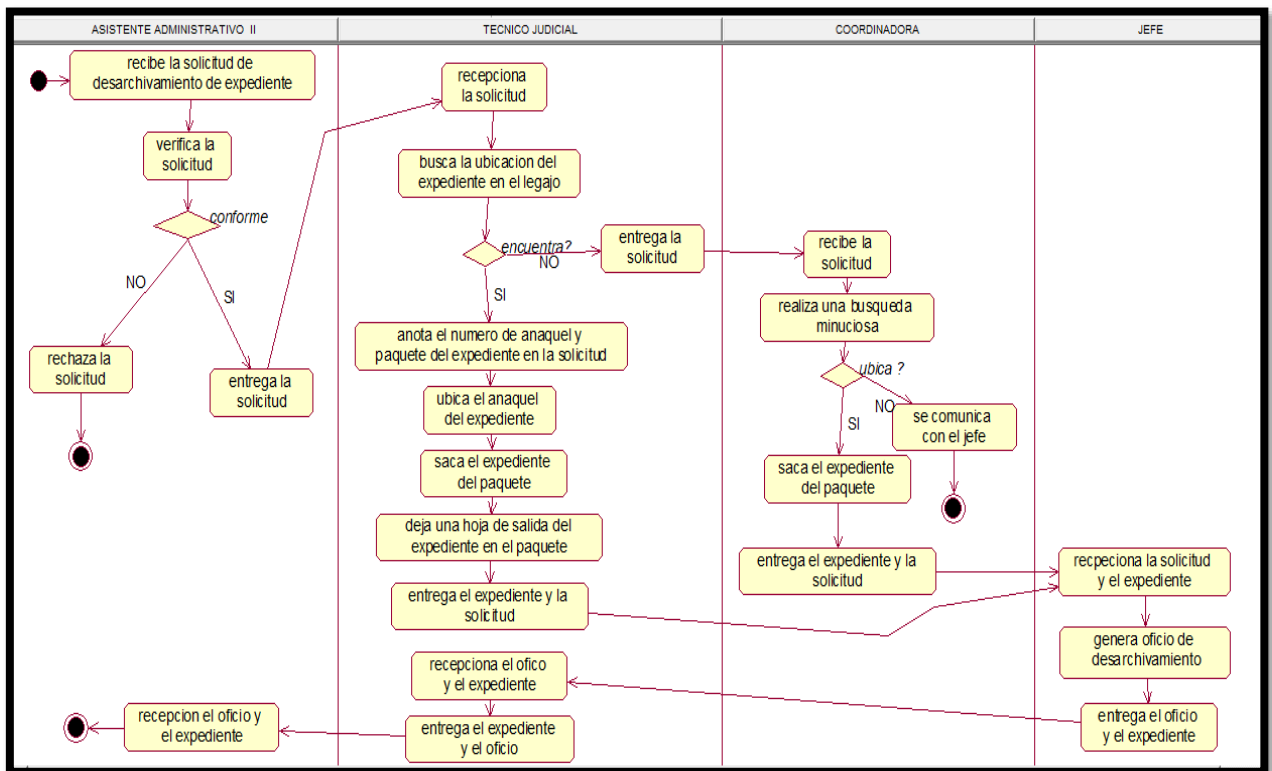 ASISTENTE ADMINISTRATIVO II
TECNICO JUDICIAL
COORDINADORA
JEFE
recibe la solicitud de
desarchivamiento de expediente
verifica la
solicitud
conforme
NO
SI
rechaza la
solicitud
entrega la
solicitud
recepciona
la solicitud
busca la ubicacion del
expediente en el legajo
encuentra?
NO
SI
entrega la
solicitud
anota el numero de anaquel y
paquete del expediente en la solicitud
ubica el anaquel
del expediente
saca el expediente
del paquete
deja una hoja de salida del
expediente en el paquete
entrega el expediente y la
solicitud
recibe la
solicitud
realiza una busqueda
minuciosa
ubica ?
NO
SI
se comunica
con el jefe
saca el expediente
del paquete
entrega el expediente y la
solicitud
recpeciona la solicitud
y el expediente
genera oficio de
desarchivamiento
entrega el oficio
y el expediente
recepciona el ofico
y el expediente
entrega el expediente
y el oficio
recepcion el oficio y
el expediente